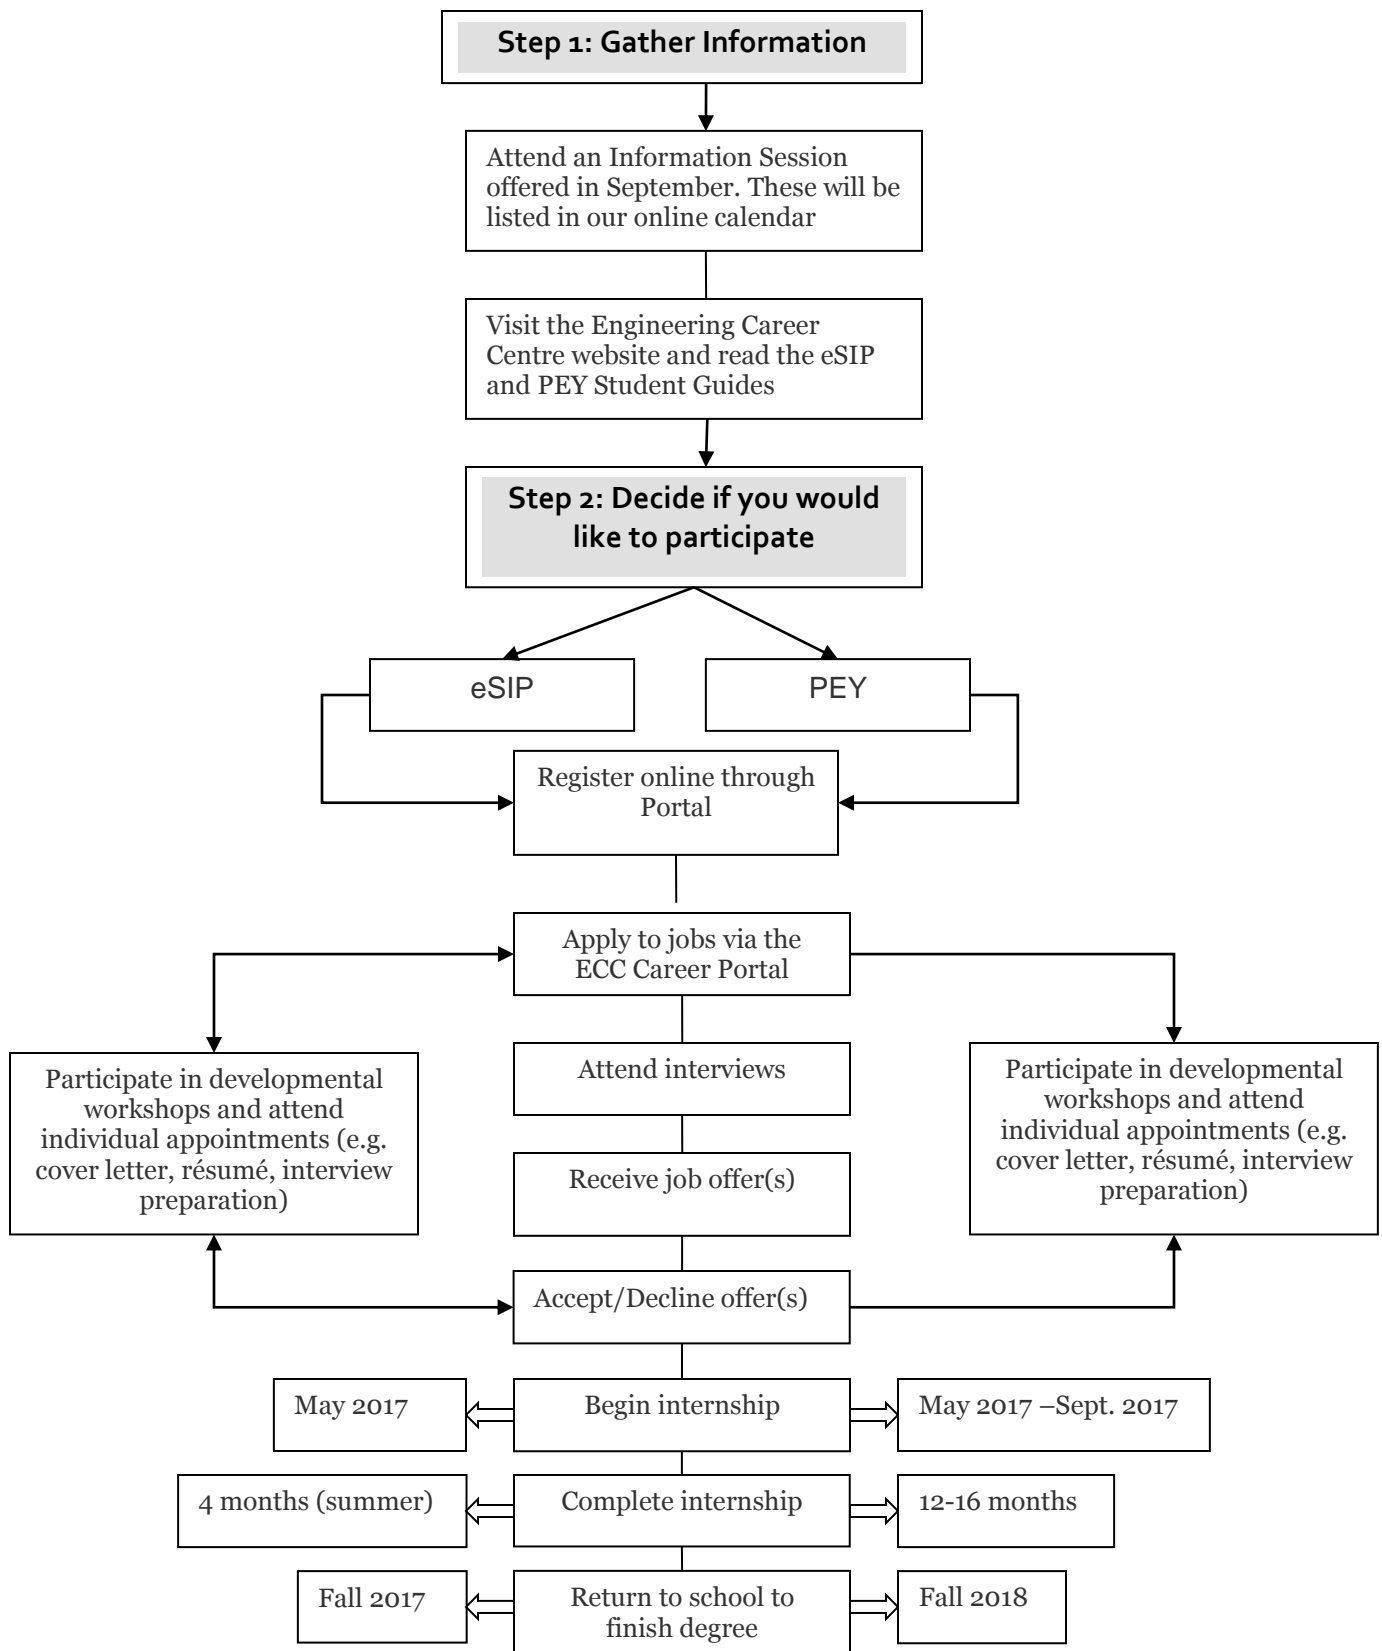 Step 1: Gather Information
Attend an Information Session
offered in September. These will be
listed in our online calendar
Visit the Engineering Career
Centre website and read the eSIP
and PEY Student Guides
Step 2: Decide if you would
like to participate
eSIP
PEY
Register online through
Portal
Apply to jobs via the
ECC Career Portal
Participate in developmental
workshops and attend
individual appointments (e.g.
cover letter, résumé, interview
preparation)
Attend interviews
Receive job offer(s)
Accept/Decline offer(s)
Participate in developmental
workshops and attend
individual appointments (e.g.
cover letter, résumé, interview
preparation)
May 2017
Begin internship
May 2017 –Sept. 2017
4 months (summer)
Complete internship
12-16 months
Fall 2017
Return to school to
finish degree
Fall 2018